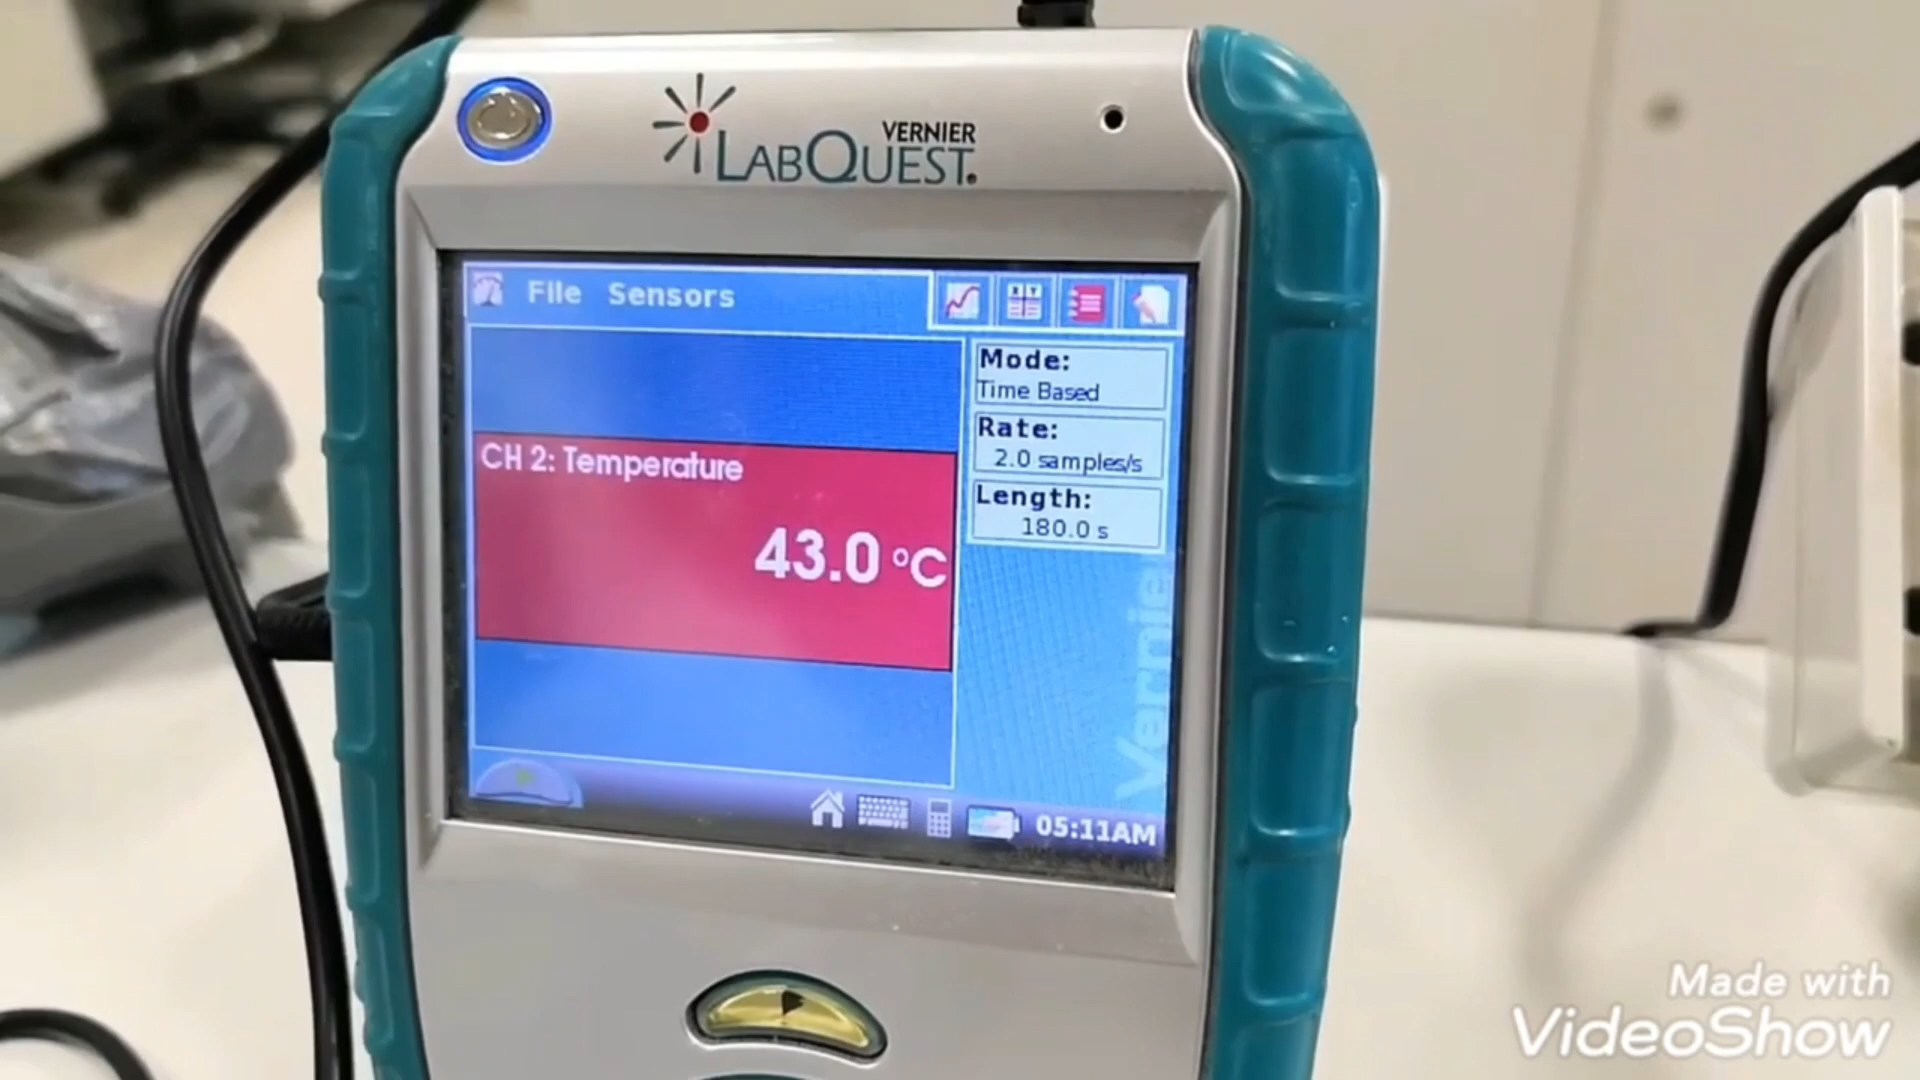 VERNIER
LABQUEST
File Sensors
X Y
Mode:
Time Based
Rate:
2.0 samples/s
Length:
180.0 s
CH 2: Temperature
43.0 °C
Vernier
05:11AM
Made with
VideoShow